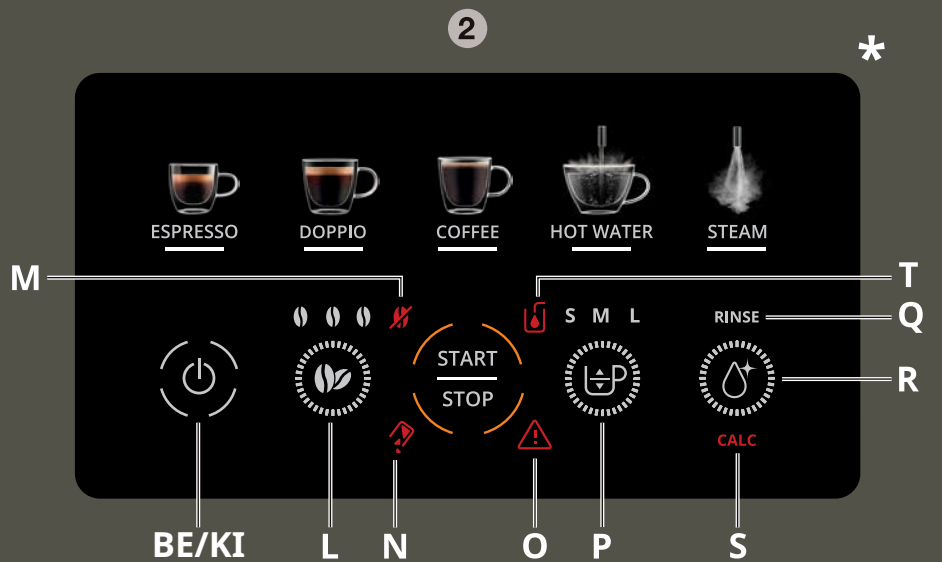 2
*
ESPRESSO DOPPIO COFFEE HOT WATER STEAM
M T
S M L RINSE Q
START
STOP
R
CALC
BE/KI L N O P S